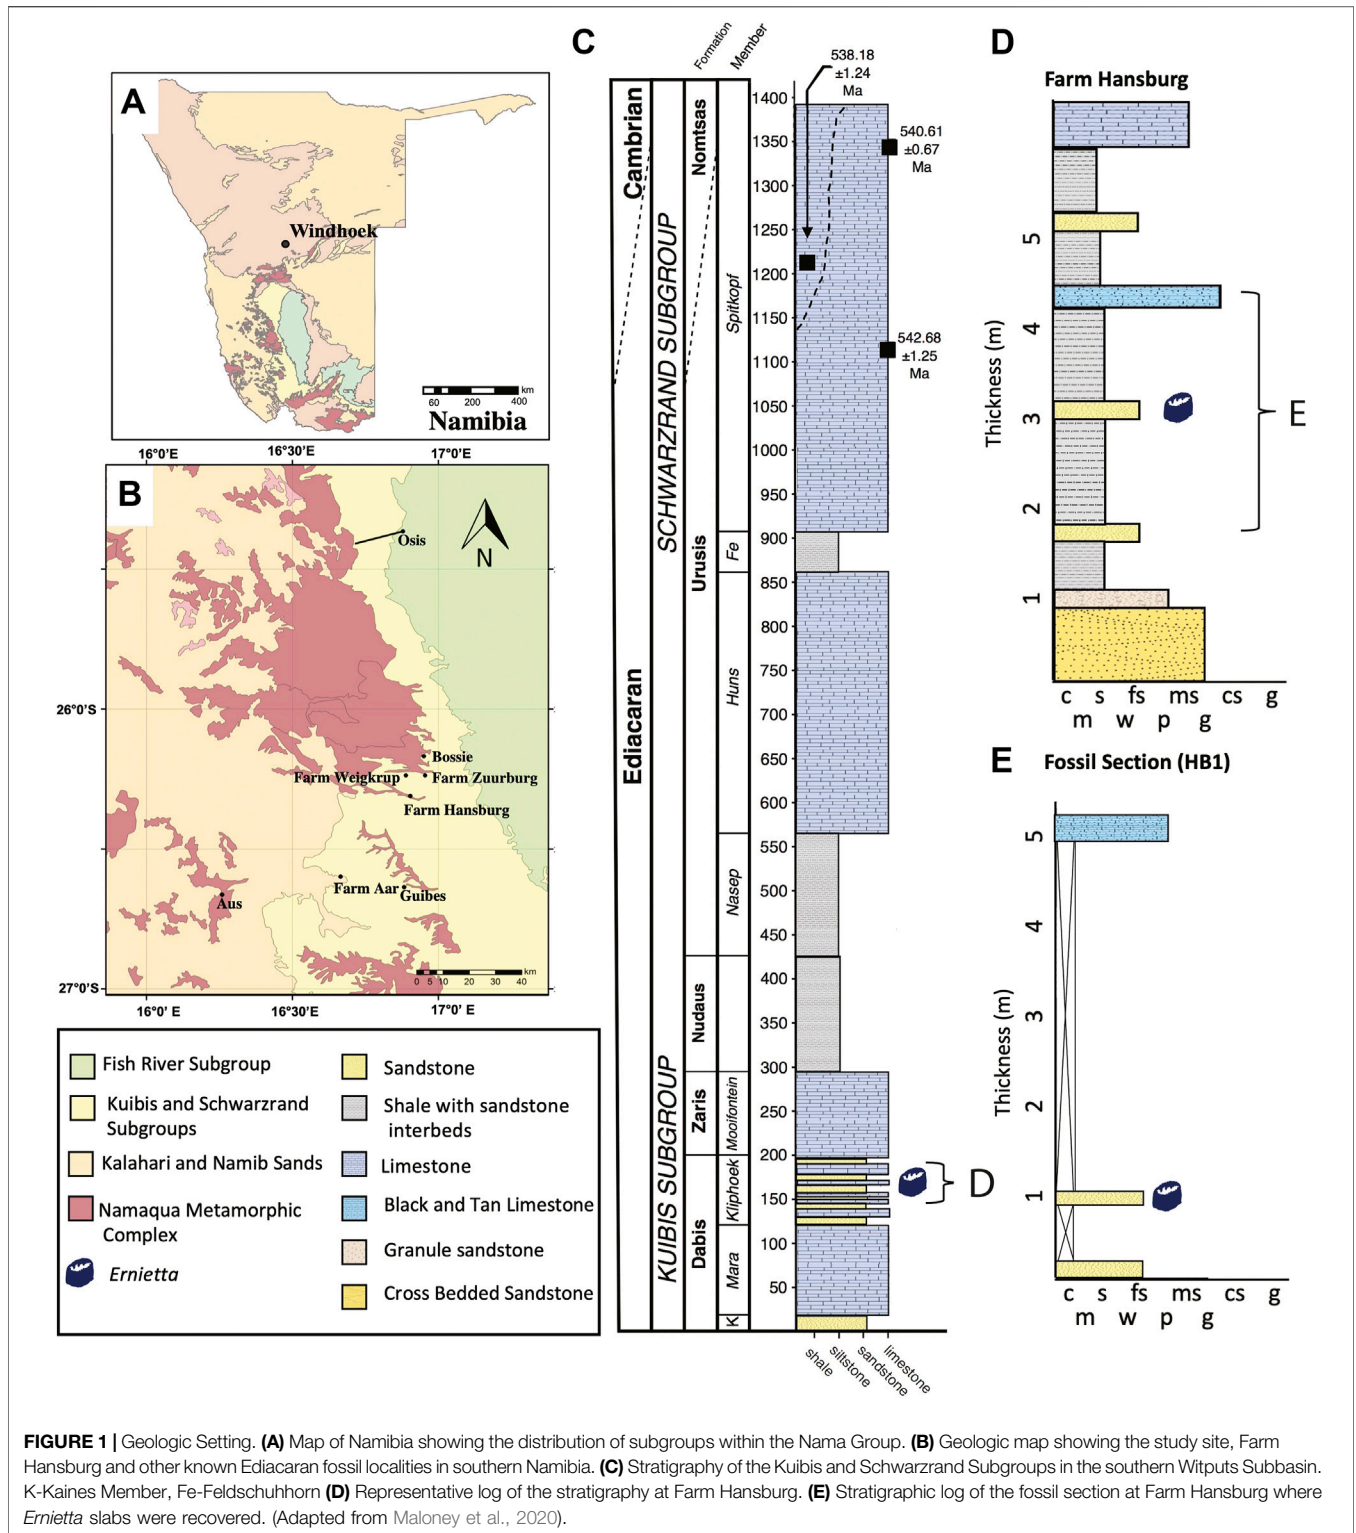 A
Windhoek
60 200 400 km
Namibia
16°0' E 16°30'E 17°0' E
B
Osis
N
26°0'S
Bossie
Farm Weigkrup
Farm Zuurburg
Farm Hansburg
Farm Aar
Guibes
Aus
0 5 10 20 30 40 km
27°0'S
16°0' E 16°30'E 17°0' E
Fish River Subgroup
Kuibis and Schwarzrand
Subgroups
Kalahari and Namib Sands
Namaqua Metamorphic
Complex
Ernietta
Sandstone
Shale with sandstone
interbeds
Limestone
Black and Tan Limestone
Granule sandstone
Cross Bedded Sandstone
C
Formation
Member
538.18
±1.24
Ma
540.61
±0.67
Ma
542.68
±1.25
Ma
Cambrian
Ediacaran
SCHWARZRAND SUBGROUP
KUIBIS SUBGROUP
Nomtsas
Urusis
Nudaus
Zaris
Dabis
Spitkopf
Fe
Huns
Nasep
Mooifontein
Kliphoek
Mara
K
1400
1350
1300
1250
1200
1150
1100
1050
1000
950
900
850
800
750
700
650
600
550
500
450
400
350
300
250
200
150
100
50
D
shale
siltstone
sandstone
limestone
D
Farm Hansburg
Thickness (m)
5
4
3
2
1
E
c s fs ms cs g
m w p g
E
Fossil Section (HB1)
Thickness (m)
5
4
3
2
1
c s fs ms cs g
m w p g
FIGURE 1 | Geologic Setting. (A) Map of Namibia showing the distribution of subgroups within the Nama Group. (B) Geologic map showing the study site, Farm
Hansburg and other known Ediacaran fossil localities in southern Namibia. (C) Stratigraphy of the Kuibis and Schwarzrand Subgroups in the southern Witputs Subbasin.
K-Kaines Member, Fe-Feldschuhhorn (D) Representative log of the stratigraphy at Farm Hansburg. (E) Stratigraphic log of the fossil section at Farm Hansburg where
Ernietta slabs were recovered. (Adapted from Maloney et al., 2020).